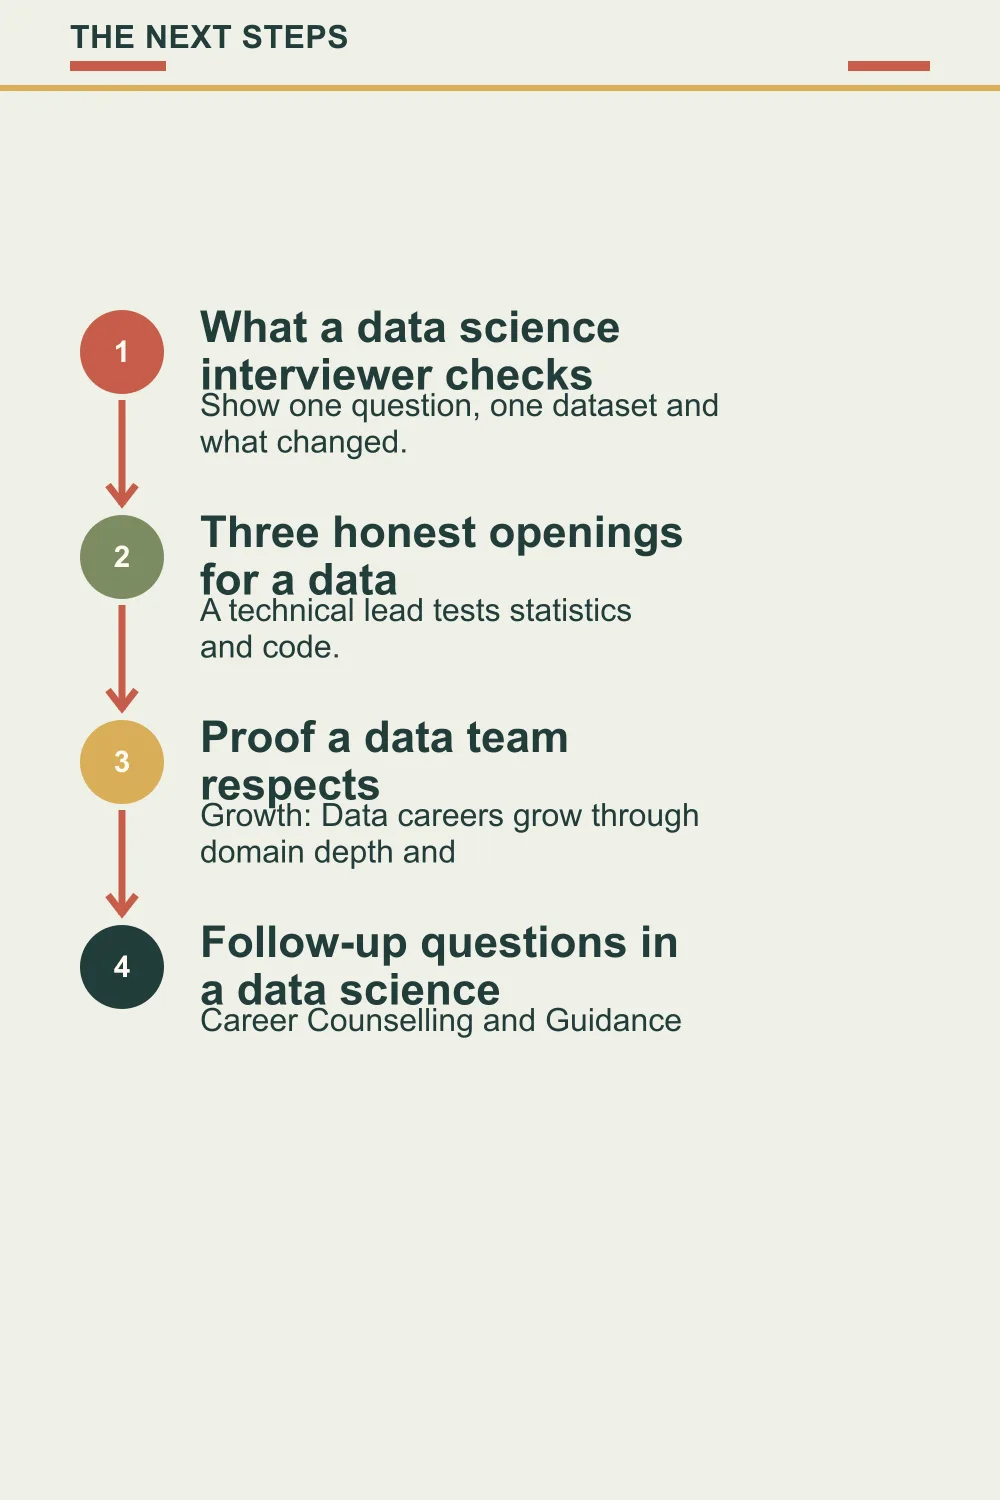 THE NEXT STEPS
1
What a data science
interviewer checks
Show one question, one dataset and
what changed.
2
Three honest openings
for a data
A technical lead tests statistics
and code.
3
Proof a data team
respects
Growth: Data careers grow through
domain depth and
4
Follow-up questions in
a data science
Career Counselling and Guidance